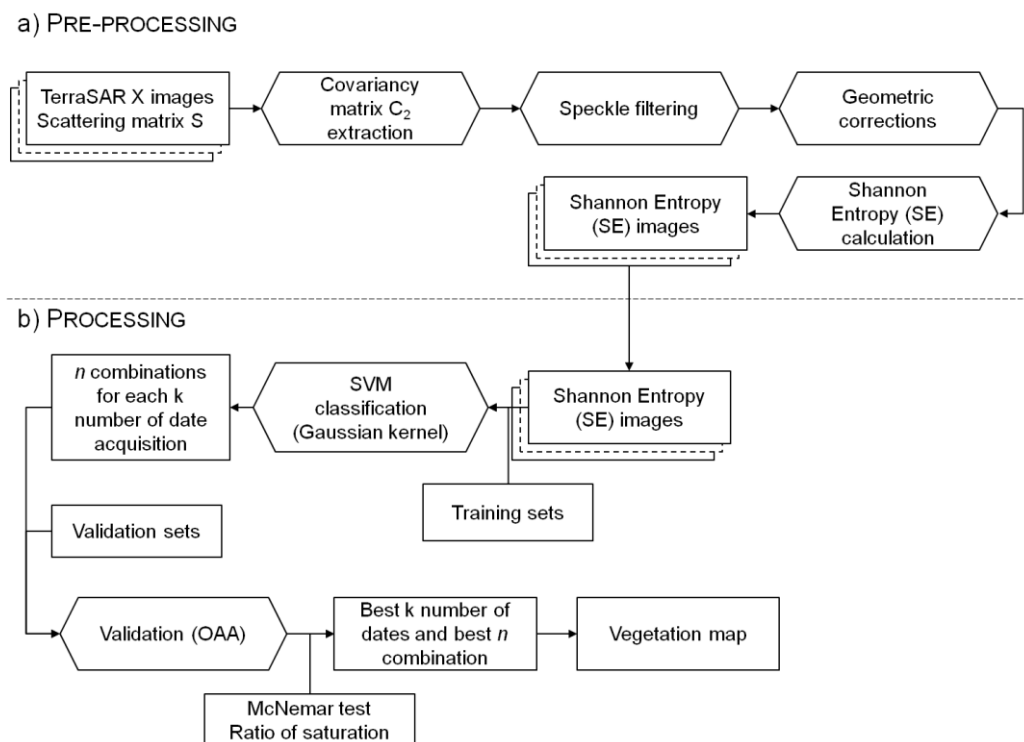 a) PRE-PROCESSING
TerraSAR X images
Scattering matrix S
Covariancy
matrix C₂
extraction
Speckle filtering
Geometric
corrections
Shannon Entropy
(SE) images
Shannon
Entropy (SE)
calculation
b) PROCESSING
n combinations
for each k
number of date
acquisition
SVM
classification
(Gaussian kernel)
Shannon Entropy
(SE) images
Training sets
Validation sets
Validation (OAA)
Best k number of
dates and best n
combination
Vegetation map
McNemar test
Ratio of saturation